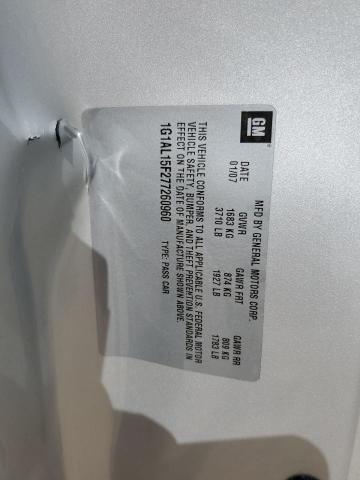 GM
MFD BY GENERAL MOTORS CORP.
DATE GVWR GAWR FRT GAWR RR
01/07 1683 KG 874 KG 809 KG
3710 LB 1927 LB 1783 LB
THIS VEHICLE CONFORMS TO ALL APPLICABLE U.S. FEDERAL MOTOR
VEHICLE SAFETY, BUMPER, AND THEFT PREVENTION STANDARDS IN
EFFECT ON THE DATE OF MANUFACTURE SHOWN ABOVE.
1G1AL15F277260960 TYPE: PASS CAR